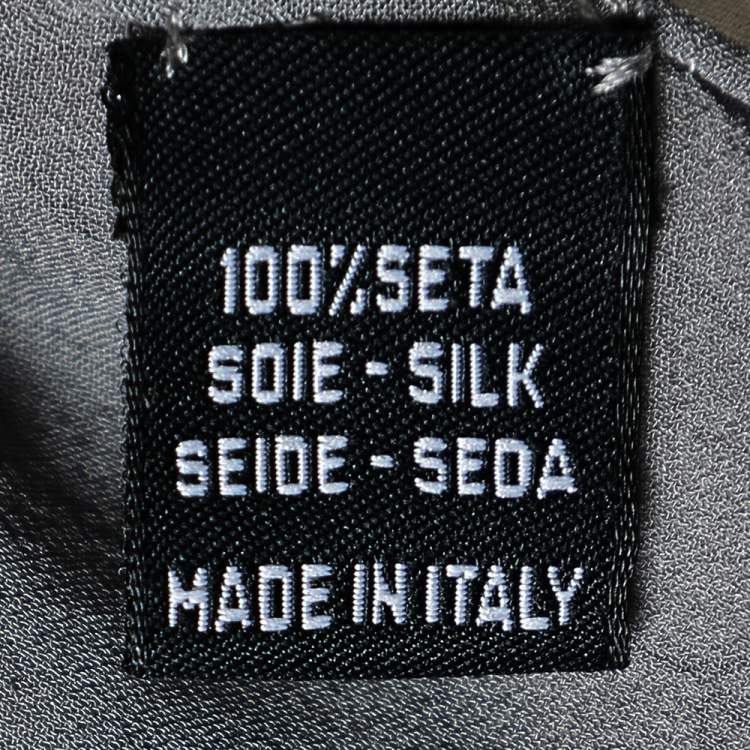 100%SETA
SOIE - SILK
SEIDE - SEDA
MADE IN ITALY